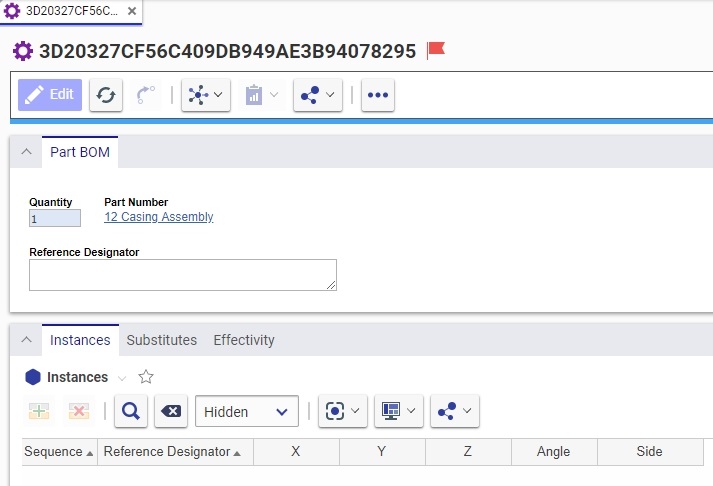 3D20327CF56C...
3D20327CF56C409DB949AE3B94078295
Edit
Part BOM
Quantity Part Number
1 12 Casing Assembly
Reference Designator
Instances Substitutes Effectivity
Instances
Hidden
Sequence Reference Designator X Y Z Angle Side